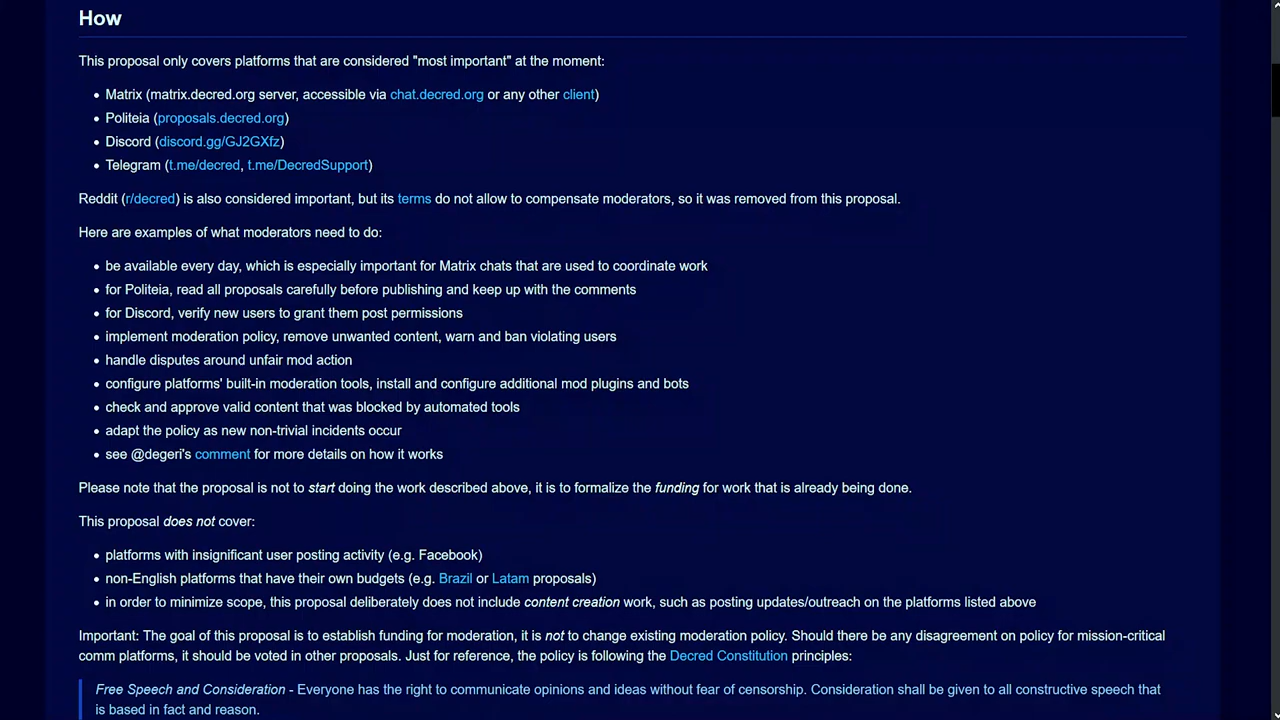 How
This proposal only covers platforms that are considered "most important" at the moment:
• Matrix (matrix.decred.org server, accessible via chat.decred.org or any other client)
• Politeia (proposals.decred.org)
• Discord (discord.gg/GJ2GXfz)
• Telegram (t.me/decred, t.me/DecredSupport)
Reddit (r/decred) is also considered important, but its terms do not allow to compensate moderators, so it was removed from this proposal.
Here are examples of what moderators need to do:
• be available every day, which is especially important for Matrix chats that are used to coordinate work
• for Politeia, read all proposals carefully before publishing and keep up with the comments
• for Discord, verify new users to grant them post permissions
• implement moderation policy, remove unwanted content, warn and ban violating users
• handle disputes around unfair mod action
• configure platforms' built-in moderation tools, install and configure additional mod plugins and bots
• check and approve valid content that was blocked by automated tools
• adapt the policy as new non-trivial incidents occur
• see @degeri's comment for more details on how it works
Please note that the proposal is not to start doing the work described above, it is to formalize the funding for work that is already being done.
This proposal does not cover:
• platforms with insignificant user posting activity (e.g. Facebook)
• non-English platforms that have their own budgets (e.g. Brazil or Latam proposals)
• in order to minimize scope, this proposal deliberately does not include content creation work, such as posting updates/outreach on the platforms listed above
Important: The goal of this proposal is to establish funding for moderation, it is not to change existing moderation policy. Should there be any disagreement on policy for mission-critical
comm platforms, it should be voted in other proposals. Just for reference, the policy is following the Decred Constitution principles:
Free Speech and Consideration - Everyone has the right to communicate opinions and ideas without fear of censorship. Consideration shall be given to all constructive speech that
is based in fact and reason.